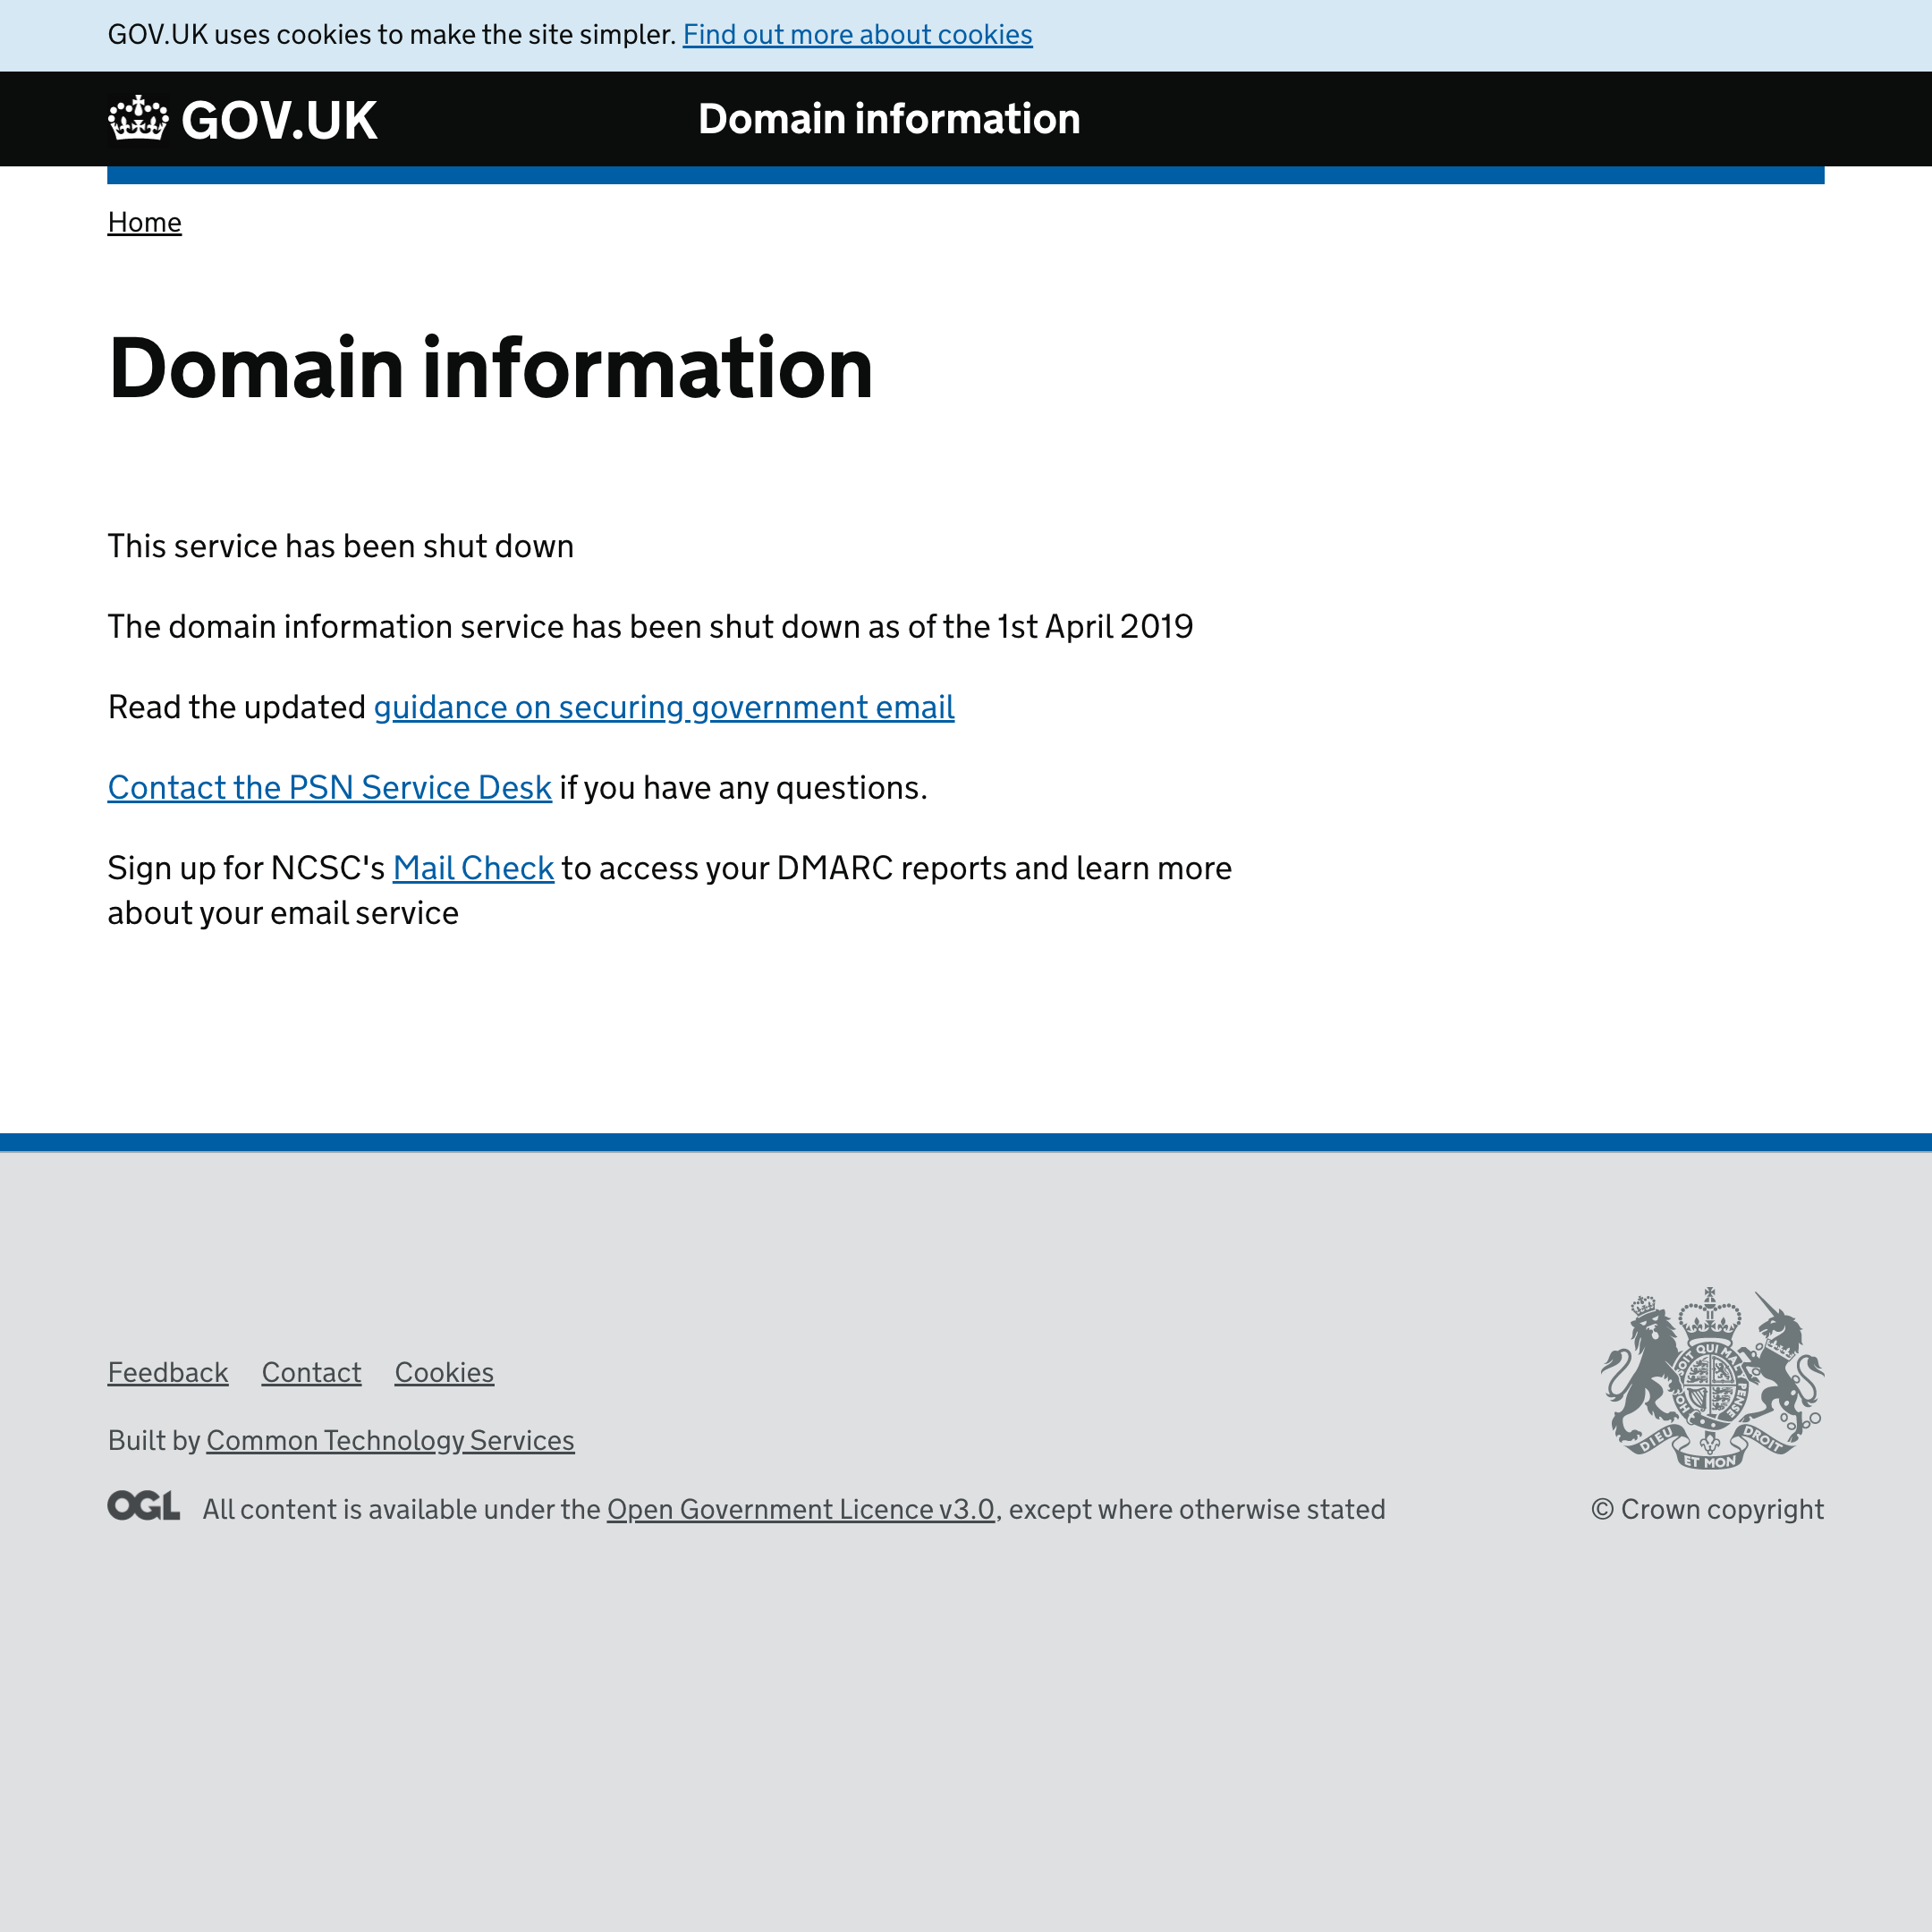 GOV.UK uses cookies to make the site simpler. Find out more about cookies
GOV.UK
Domain information
Home
Domain information
This service has been shut down
The domain information service has been shut down as of the 1st April 2019
Read the updated guidance on securing government email
Contact the PSN Service Desk if you have any questions.
Sign up for NCSC's Mail Check to access your DMARC reports and learn more
about your email service
Feedback Contact Cookies
Built by Common Technology Services
OGL All content is available under the Open Government Licence v3.0, except where otherwise stated
SOIT QUI MAL
PENSE
DIEU ET MON DROIT
© Crown copyright